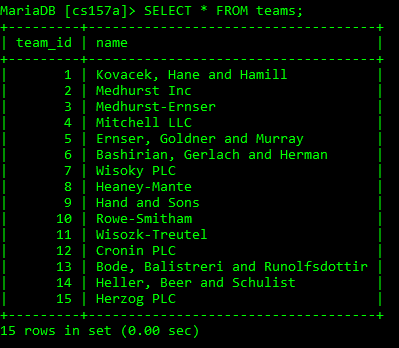 MariaDB [cs157a]> SELECT * FROM teams;
+---------+-----------------------------------+
| team_id | name                              |
+---------+-----------------------------------+
|       1 | Kovacek, Hane and Hamill          |
|       2 | Medhurst Inc                      |
|       3 | Medhurst-Ernser                   |
|       4 | Mitchell LLC                      |
|       5 | Ernser, Goldner and Murray        |
|       6 | Bashirian, Gerlach and Herman     |
|       7 | Wisoky PLC                        |
|       8 | Heaney-Mante                      |
|       9 | Hand and Sons                     |
|      10 | Rowe-Smitham                      |
|      11 | Wisozk-Treutel                    |
|      12 | Cronin PLC                        |
|      13 | Bode, Balistreri and Runolfsdottir |
|      14 | Heller, Beer and Schulist         |
|      15 | Herzog PLC                        |
+---------+-----------------------------------+
15 rows in set (0.00 sec)